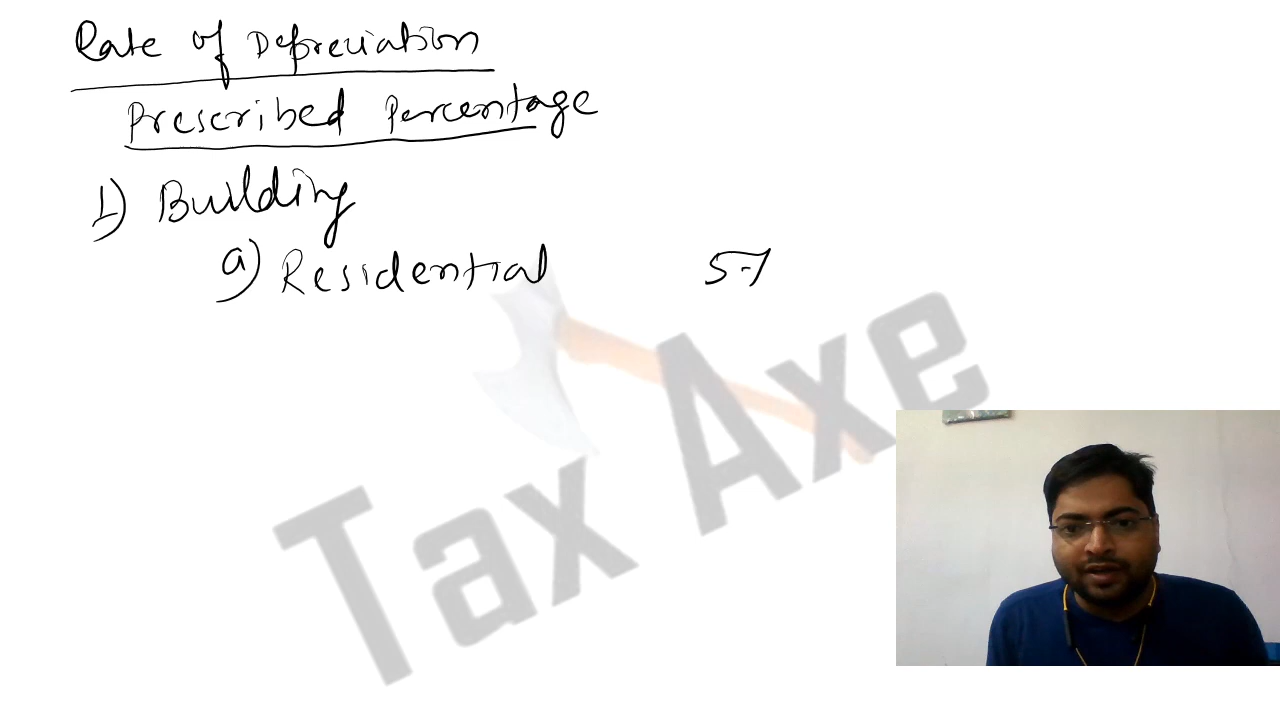 Rate of Depreciation
Prescribed Percentage
1) Building
a) Residential 5%
Tax Axe